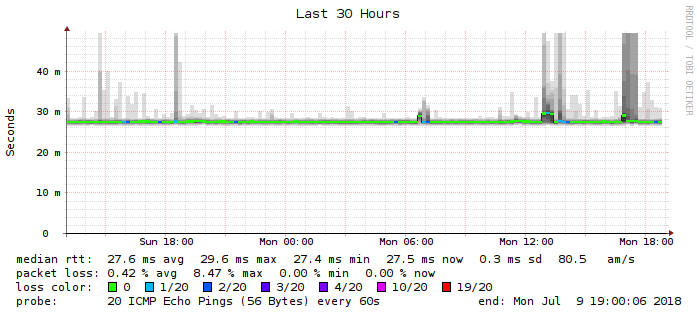 Last 30 Hours
RRDTOOL / TOBI OETIKER
Seconds
40 m
30 m
20 m
10 m
0
Sun 18:00 Mon 00:00 Mon 06:00 Mon 12:00 Mon 18:00
median rtt: 27.6 ms avg 29.6 ms max 27.4 ms min 27.5 ms now 0.3 ms sd 80.5 am/s
packet loss: 0.42 % avg 8.47 % max 0.00 % min 0.00 % now
loss color: 0 1/20 2/20 3/20 4/20 10/20 19/20
probe: 20 ICMP Echo Pings (56 Bytes) every 60s end: Mon Jul 9 19:00:06 2018